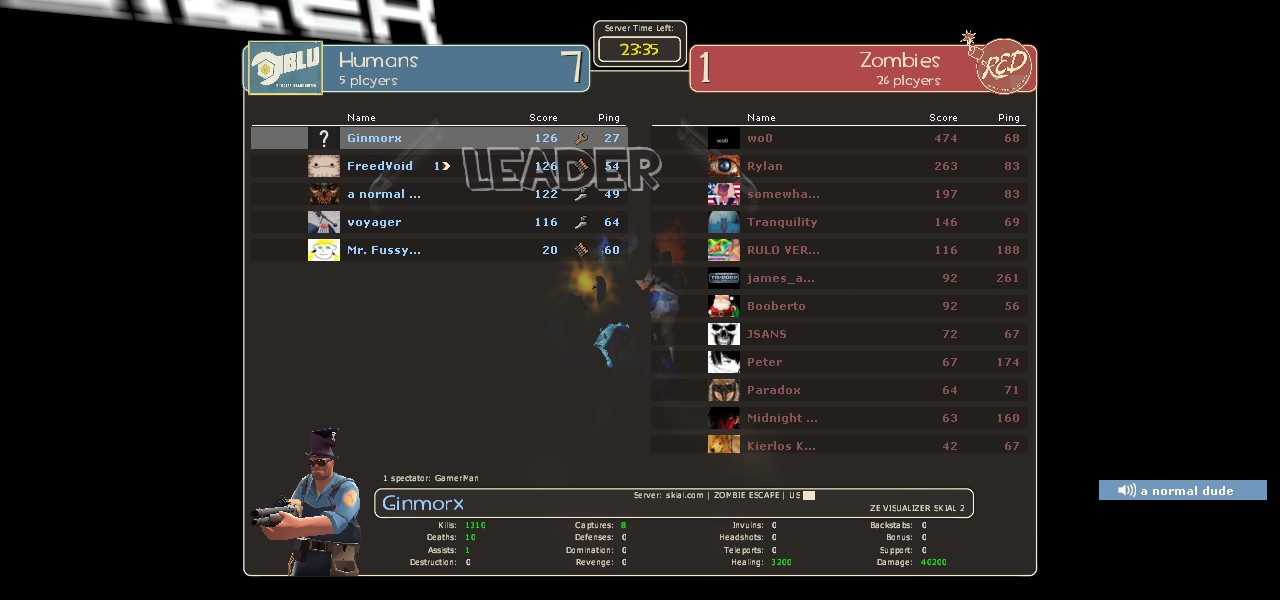 Server Time Left:
23:35
BLU
Humans
5 players
7
1
Zombies
26 players
RED
Name Score Ping
Ginmorx 126 27
FreedVoid 1 126 54
a normal ... 122 49
voyager 116 64
Mr. Fussy... 20 60
LEADER
Name Score Ping
wo0 474 68
Rylan 263 83
somewha... 197 83
Tranquility 146 69
RULO VER... 116 188
james_a... 92 261
Booberto 92 56
JSANS 72 67
Peter 67 174
Paradox 64 71
Midnight ... 63 160
Kierlos K... 42 67
1 spectator: GamerMan
Ginmorx
Server: skial.com | ZOMBIE ESCAPE | US
ZE VISUALIZER SKIAL 2
Kills: 1310 Captures: 8 Invulns: 0 Backstabs: 0
Deaths: 10 Defenses: 0 Headshots: 0 Bonus: 0
Assists: 1 Domination: 0 Teleports: 0 Support: 0
Destruction: 0 Revenge: 0 Healing: 3200 Damage: 40200
a normal dude